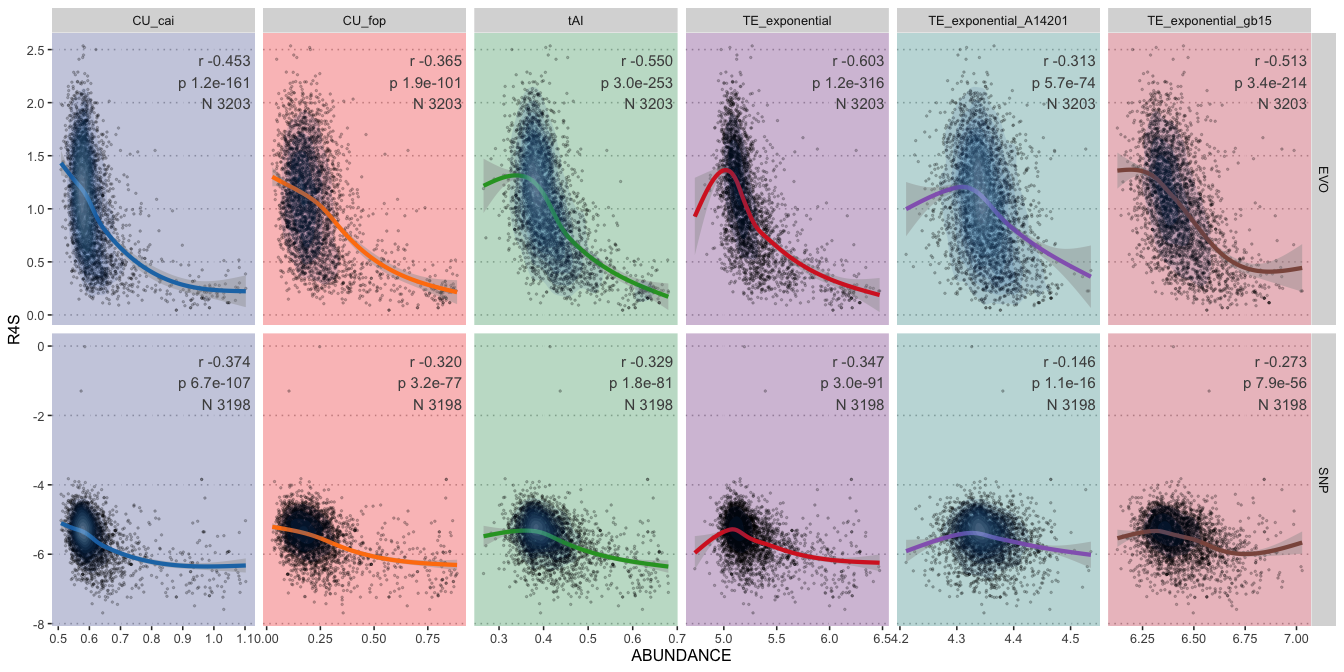 CU_cai CU_fop tAI TE_exponential TE_exponential_A14201 TE_exponential_gb15
r -0.453 r -0.365 r -0.550 r -0.603 r -0.313 r -0.513
p 1.2e-161 p 1.9e-101 p 3.0e-253 p 1.2e-316 p 5.7e-74 p 3.4e-214
N 3203 N 3203 N 3203 N 3203 N 3203 N 3203
2.5
2.0
1.5
1.0
0.5
0.0
EVO
R4S
r -0.374 r -0.320 r -0.329 r -0.347 r -0.146 r -0.273
p 6.7e-107 p 3.2e-77 p 1.8e-81 p 3.0e-91 p 1.1e-16 p 7.9e-56
N 3198 N 3198 N 3198 N 3198 N 3198 N 3198
0
-2
-4
-6
-8
SNP
0.5 0.6 0.7 0.8 0.9 1.0 1.1 0.00 0.25 0.50 0.75 0.3 0.4 0.5 0.6 0.7 5.0 5.5 6.0 6.5 4.2 4.3 4.4 4.5 6.25 6.50 6.75 7.00
ABUNDANCE